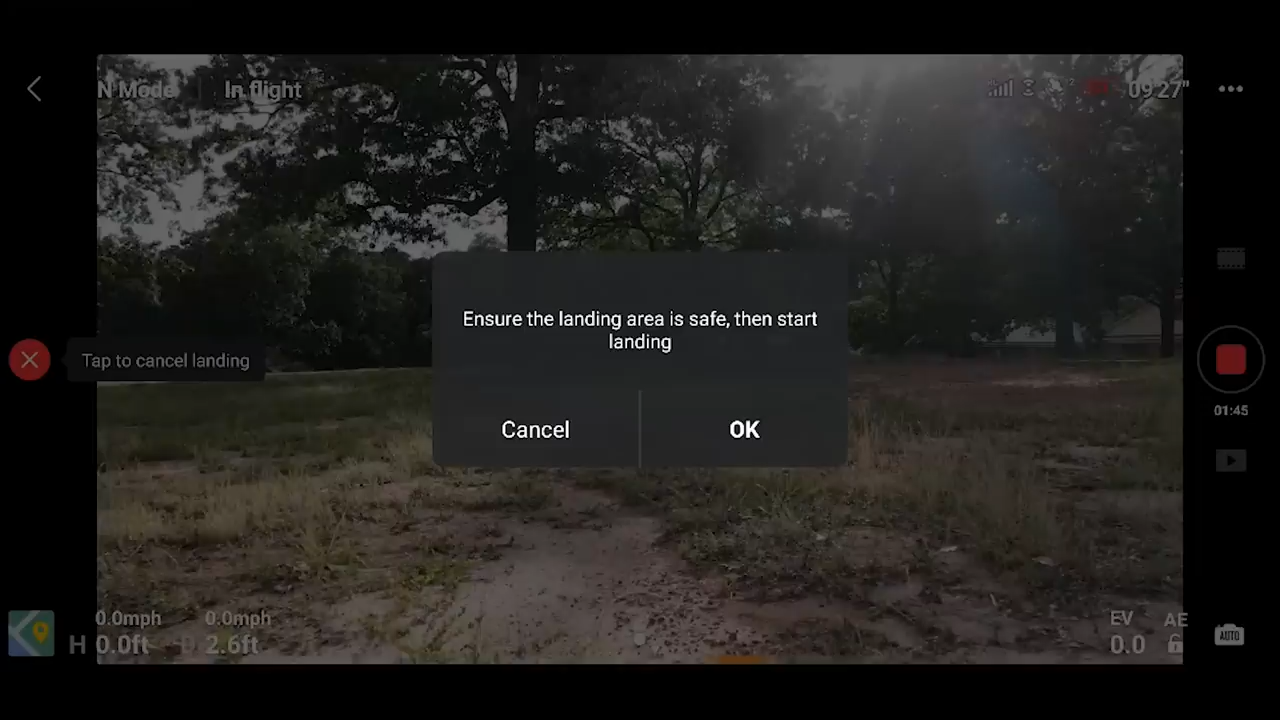 N Mode
In flight
09'27"
Ensure the landing area is safe, then start
landing
Tap to cancel landing
Cancel
OK
01:45
0.0mph
0.0mph
H 0.0ft
D 2.6ft
EV
AE
0.0
AUTO